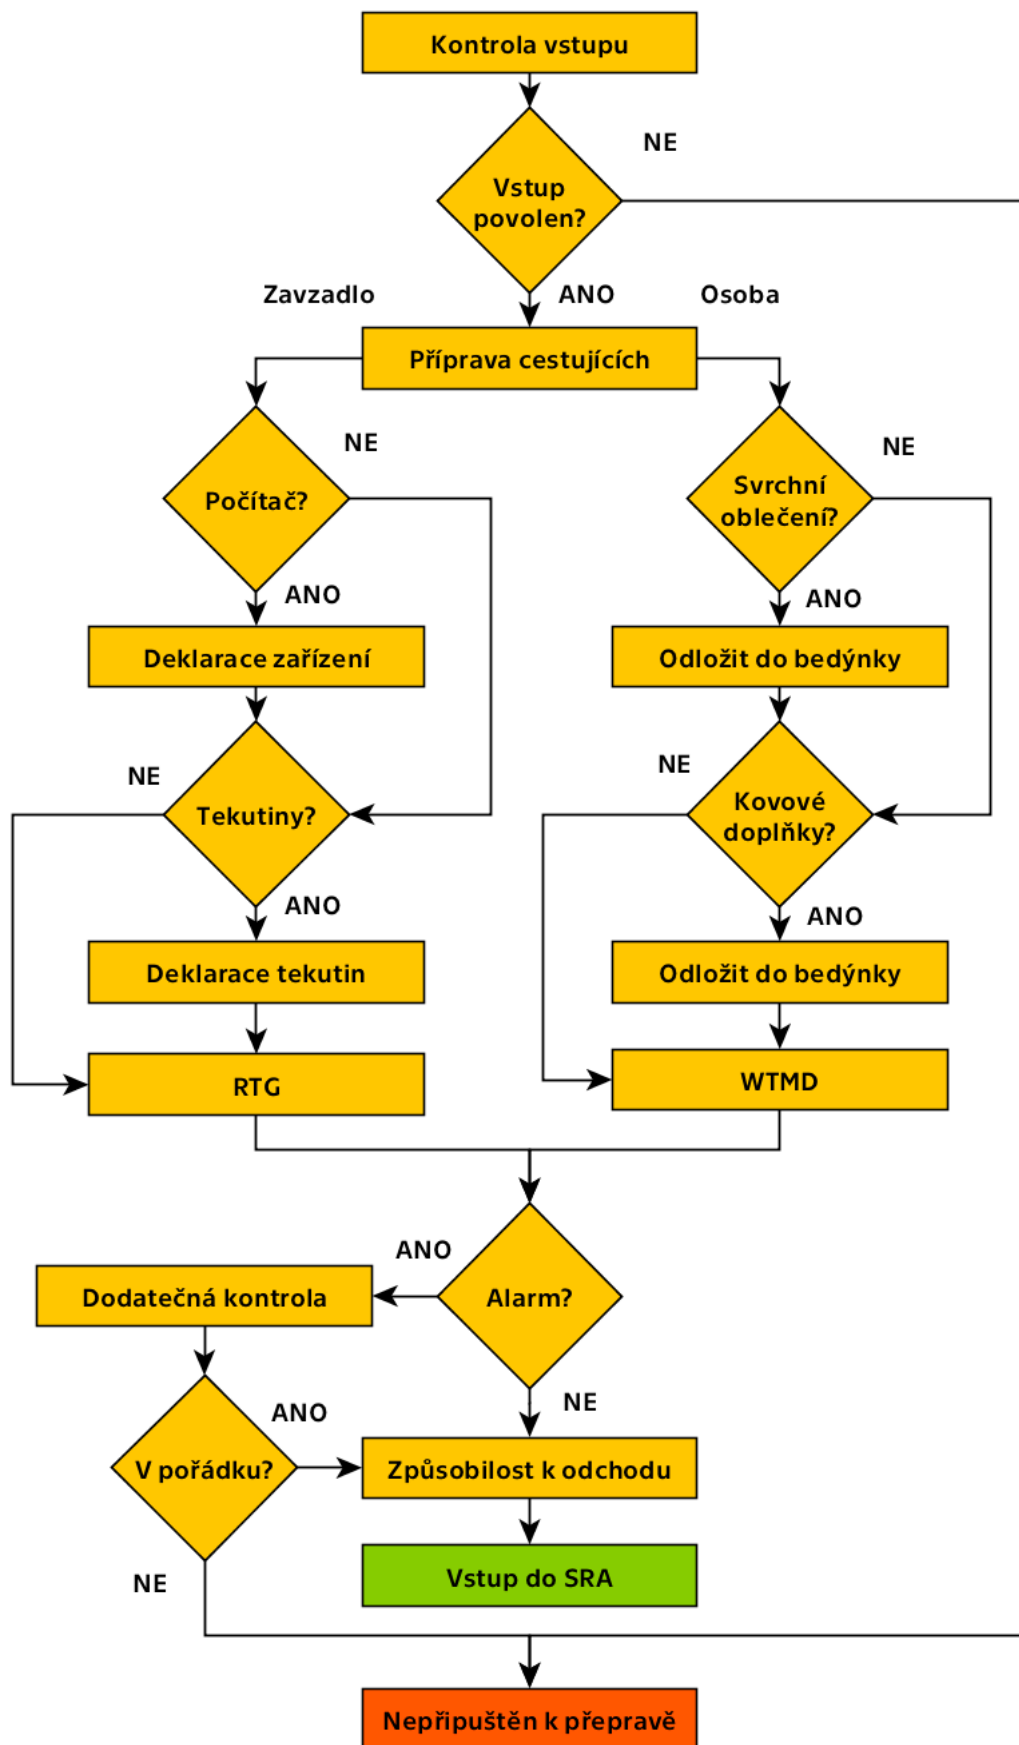 Kontrola vstupu
NE
Vstup
povolen?
Zavzadlo
ANO
Osoba
Příprava cestujících
NE
NE
Počítač?
Svrchní
oblečení?
ANO
ANO
Deklarace zařízení
Odložit do bedýnky
NE
NE
Tekutiny?
Kovové
doplňky?
ANO
ANO
Deklarace tekutin
Odložit do bedýnky
RTG
WTMD
ANO
Dodatečná kontrola
Alarm?
NE
ANO
V pořádku?
Způsobilost k odchodu
NE
Vstup do SRA
Nepřipuštěn k přepravě